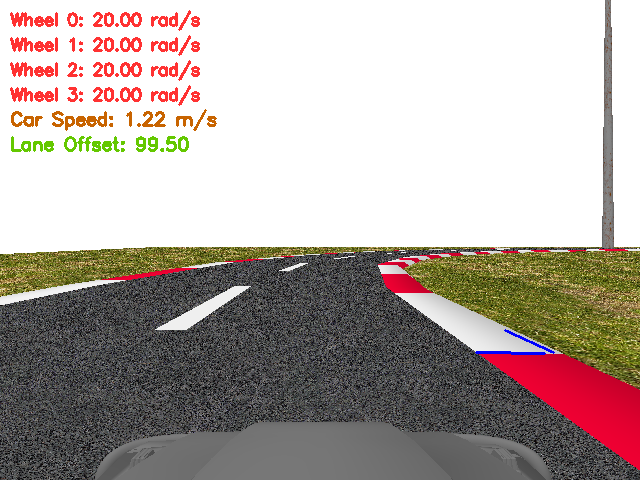 Wheel 0: 20.00 rad/s
Wheel 1: 20.00 rad/s
Wheel 2: 20.00 rad/s
Wheel 3: 20.00 rad/s
Car Speed: 1.22 m/s
Lane Offset: 99.50